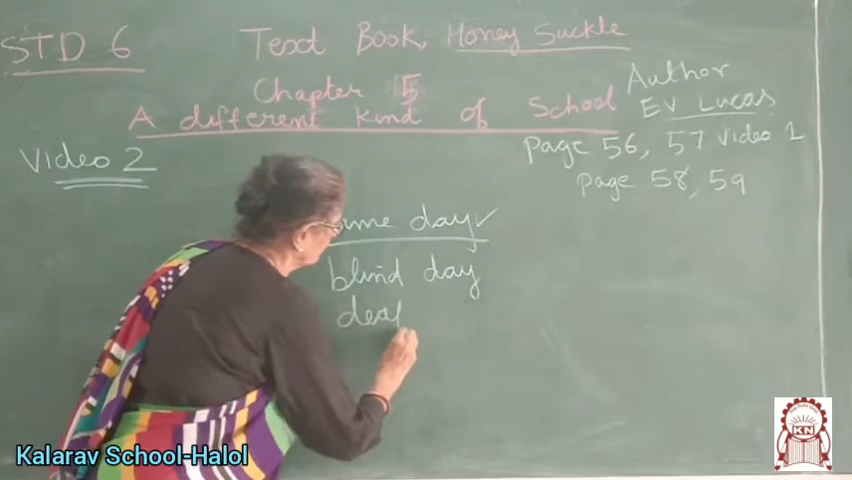 STD 6
Text Book, Honey Suckle
Chapter 5
A different kind of School
Author
EV Lucas
Page 56, 57 Video 1
Page 58, 59
Video 2
day
blind day
deaf
Kalarav School-Halol
KN